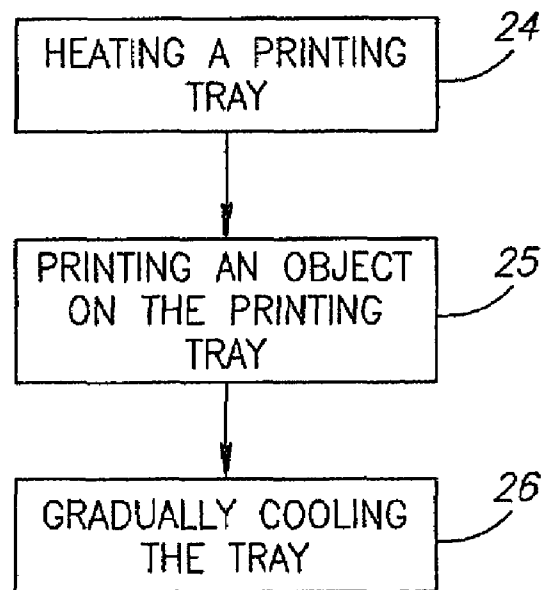 HEATING A PRINTING
TRAY
24
PRINTING AN OBJECT
ON THE PRINTING
TRAY
25
GRADUALLY COOLING
THE TRAY
26